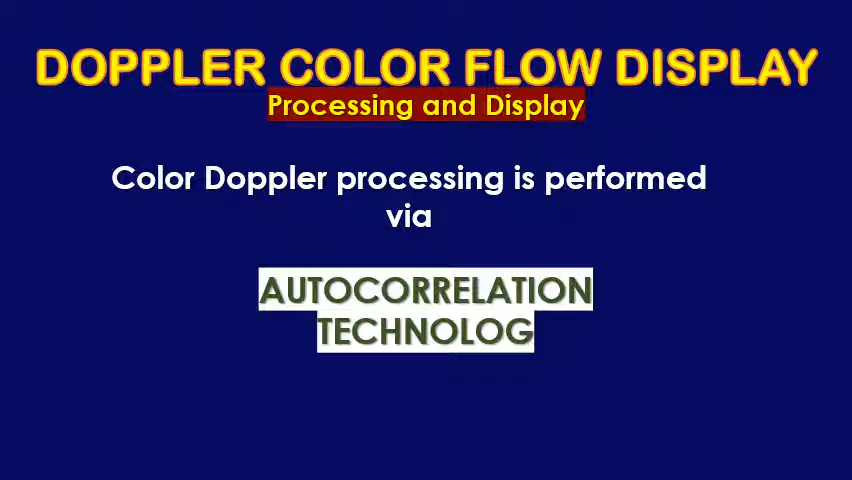 DOPPLER COLOR FLOW DISPLAY
Processing and Display
Color Doppler processing is performed
via
AUTOCORRELATION
TECHNOLOG